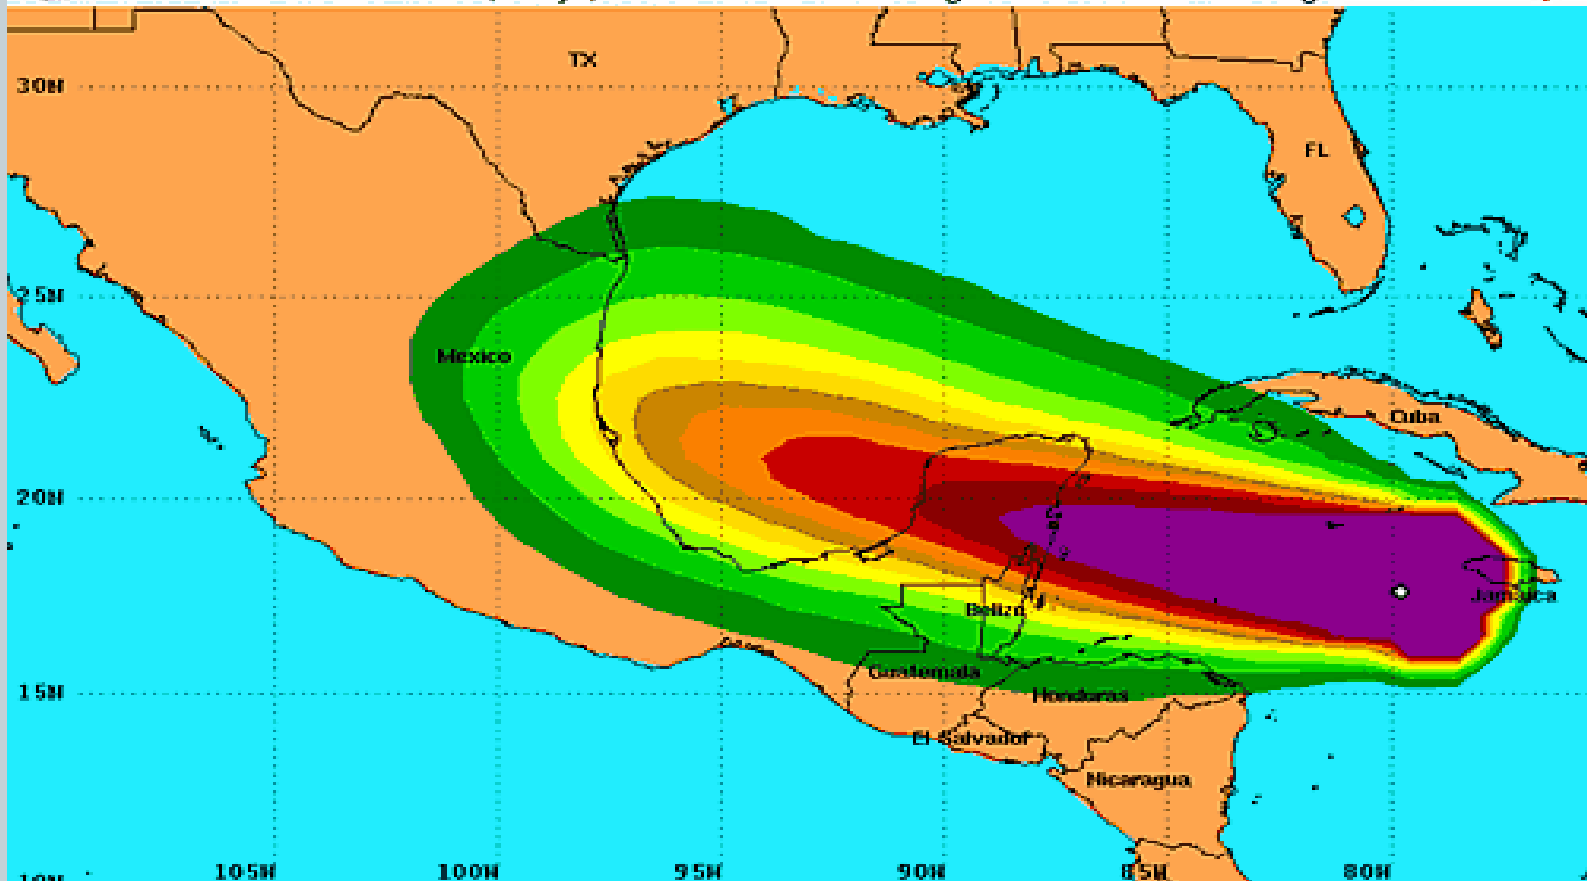 TX
30N
FL
25N
Mexico
Cuba
20N
Jamaica
Belize
Guatemala
15N
Honduras
El Salvador
Nicaragua
105W 100W 95W 90W 85W 80W